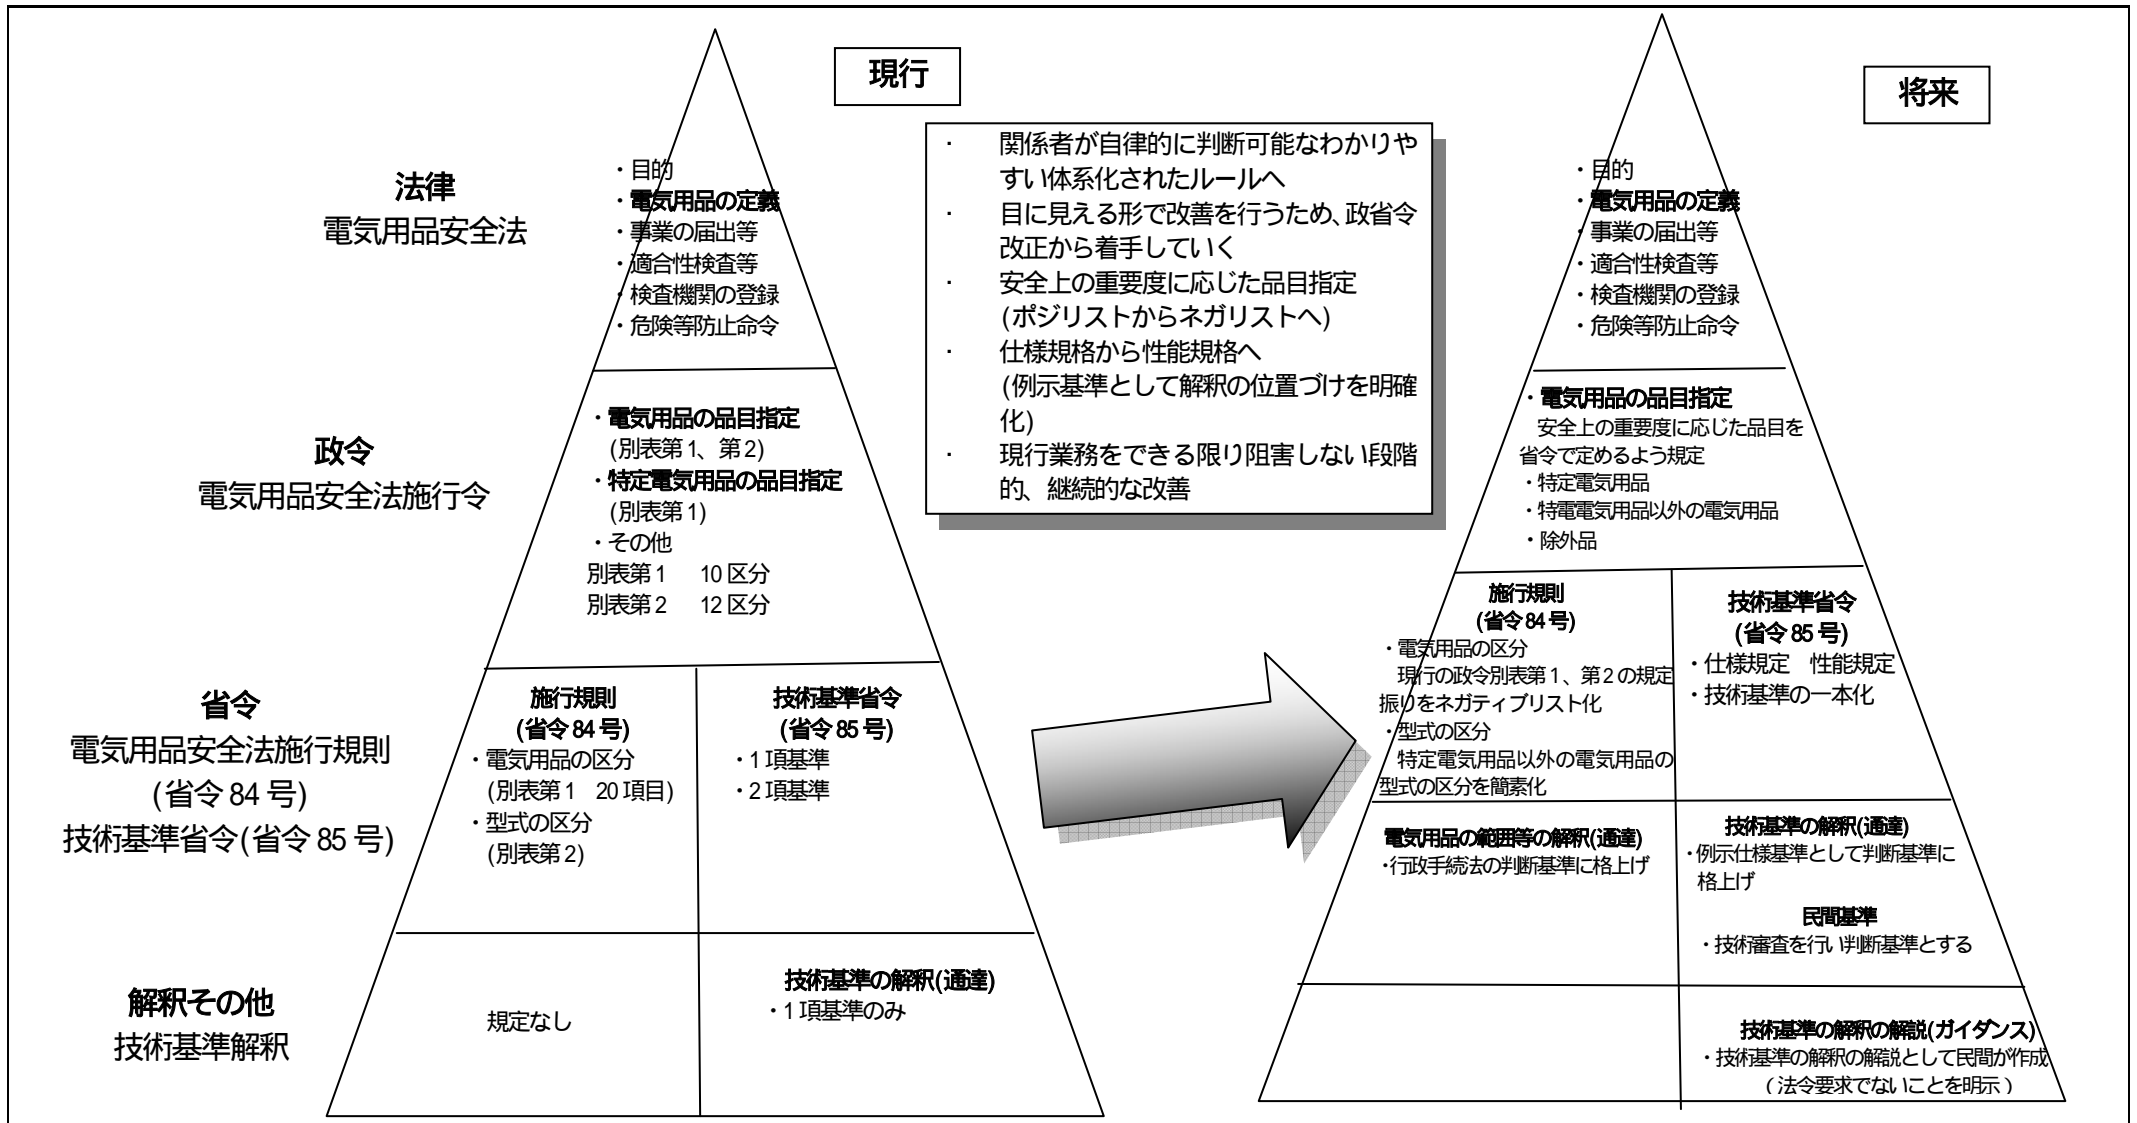 現行
将来
法律
電気用品安全法
・目的
・電気用品の定義
・事業の届出等
・適合性検査等
・検査機関の登録
・危険等防止命令
政令
電気用品安全法施行令
・電気用品の品目指定
(別表第1、第2)
・特定電気用品の品目指定
(別表第1)
・その他
別表第1　10区分
別表第2　12区分
省令
電気用品安全法施行規則
(省令84号)
技術基準省令(省令85号)
施行規則
(省令84号)
・電気用品の区分
(別表第1　20項目)
・型式の区分
(別表第2)
技術基準省令
(省令85号)
・1項基準
・2項基準
解釈その他
技術基準解釈
規定なし
技術基準の解釈(通達)
・1項基準のみ
・ 関係者が自律的に判断可能なわかりや
すい体系化されたルールへ
・ 目に見える形で改善を行うため、政省令
改正から着手していく
・ 安全上の重要度に応じた品目指定
(ポジリストからネガリストへ)
・ 仕様規格から性能規格へ
(例示基準として解釈の位置づけを明確
化)
・ 現行業務をできる限り阻害しない段階
的、継続的な改善
・目的
・電気用品の定義
・事業の届出等
・適合性検査等
・検査機関の登録
・危険等防止命令
・電気用品の品目指定
安全上の重要度に応じた品目を
省令で定めるよう規定
・特定電気用品
・特電電気用品以外の電気用品
・除外品
施行規則
(省令84号)
・電気用品の区分
現行の政令別表第1、第2の規定
振りをネガティブリスト化
・型式の区分
特定電気用品以外の電気用品の
型式の区分を簡素化
技術基準省令
(省令85号)
・仕様規定　性能規定
・技術基準の一本化
電気用品の範囲等の解釈(通達)
・行政手続法の判断基準に格上げ
技術基準の解釈(通達)
・例示仕様基準として判断基準に
格上げ
民間基準
・技術審査を行い判断基準とする
技術基準の解釈の解説(ガイダンス)
・技術基準の解釈の解説として民間が作成
(法令要求でないことを明示)